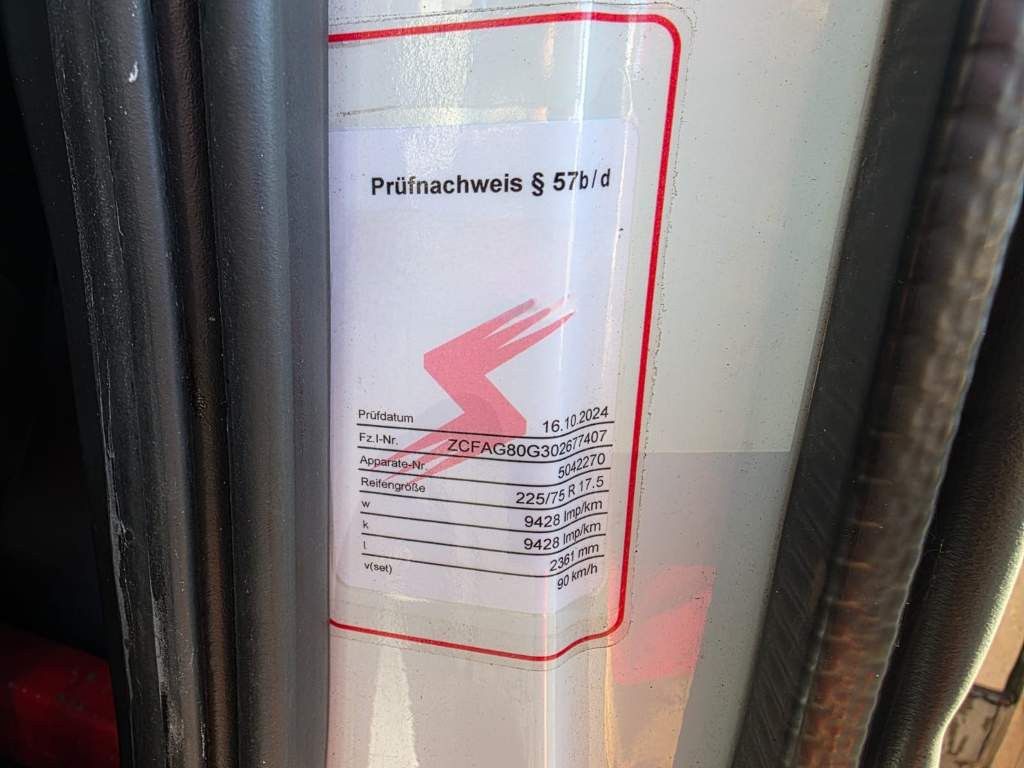 Prüfnachweis § 57b/d
Prüfdatum 16.10.2024
Fz.I-Nr. ZCFAG80G302677407
Apparate-Nr 5042270
Reifengröße 225/75 R 17.5
w 9428 Imp/km
k 9428 Imp/km
l 2361 mm
v(set) 90 km/h